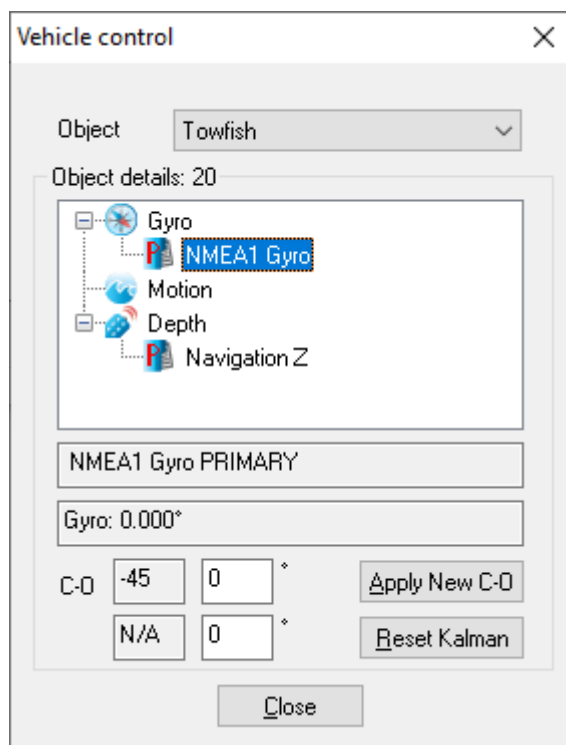 Vehicle control
Object Towfish
Object details: 20
Gyro
NMEA1 Gyro
Motion
Depth
Navigation Z
NMEA1 Gyro PRIMARY
Gyro: 0.000°
C-O -45 0 ° Apply New C-O
N/A 0 ° Reset Kalman
Close